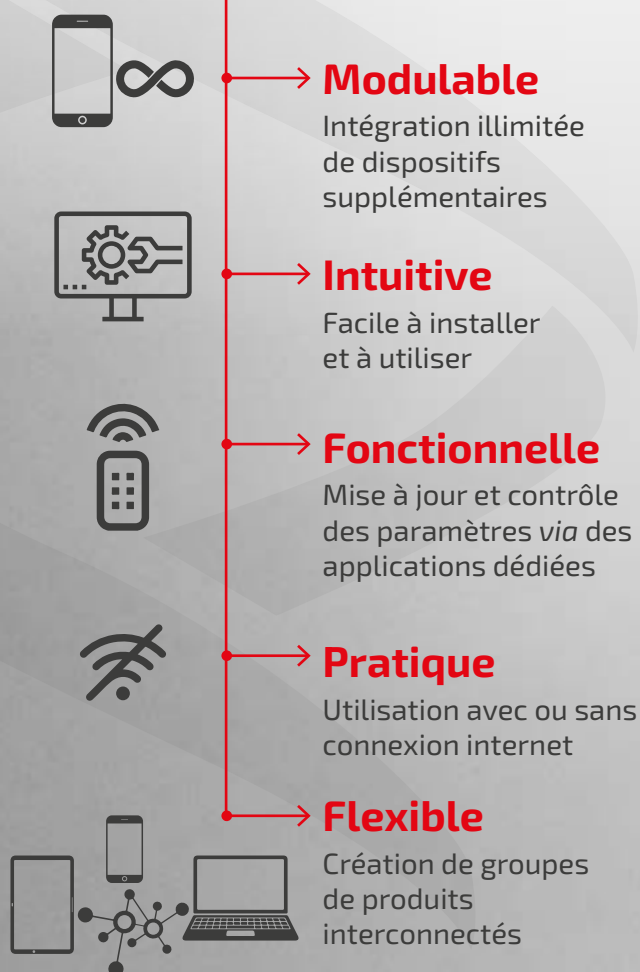 Modulable
Intégration illimitée
de dispositifs
supplémentaires
Intuitive
Facile à installer
et à utiliser
Fonctionnelle
Mise à jour et contrôle
des paramètres via des
applications dédiées
Pratique
Utilisation avec ou sans
connexion internet
Flexible
Création de groupes
de produits
interconnectés